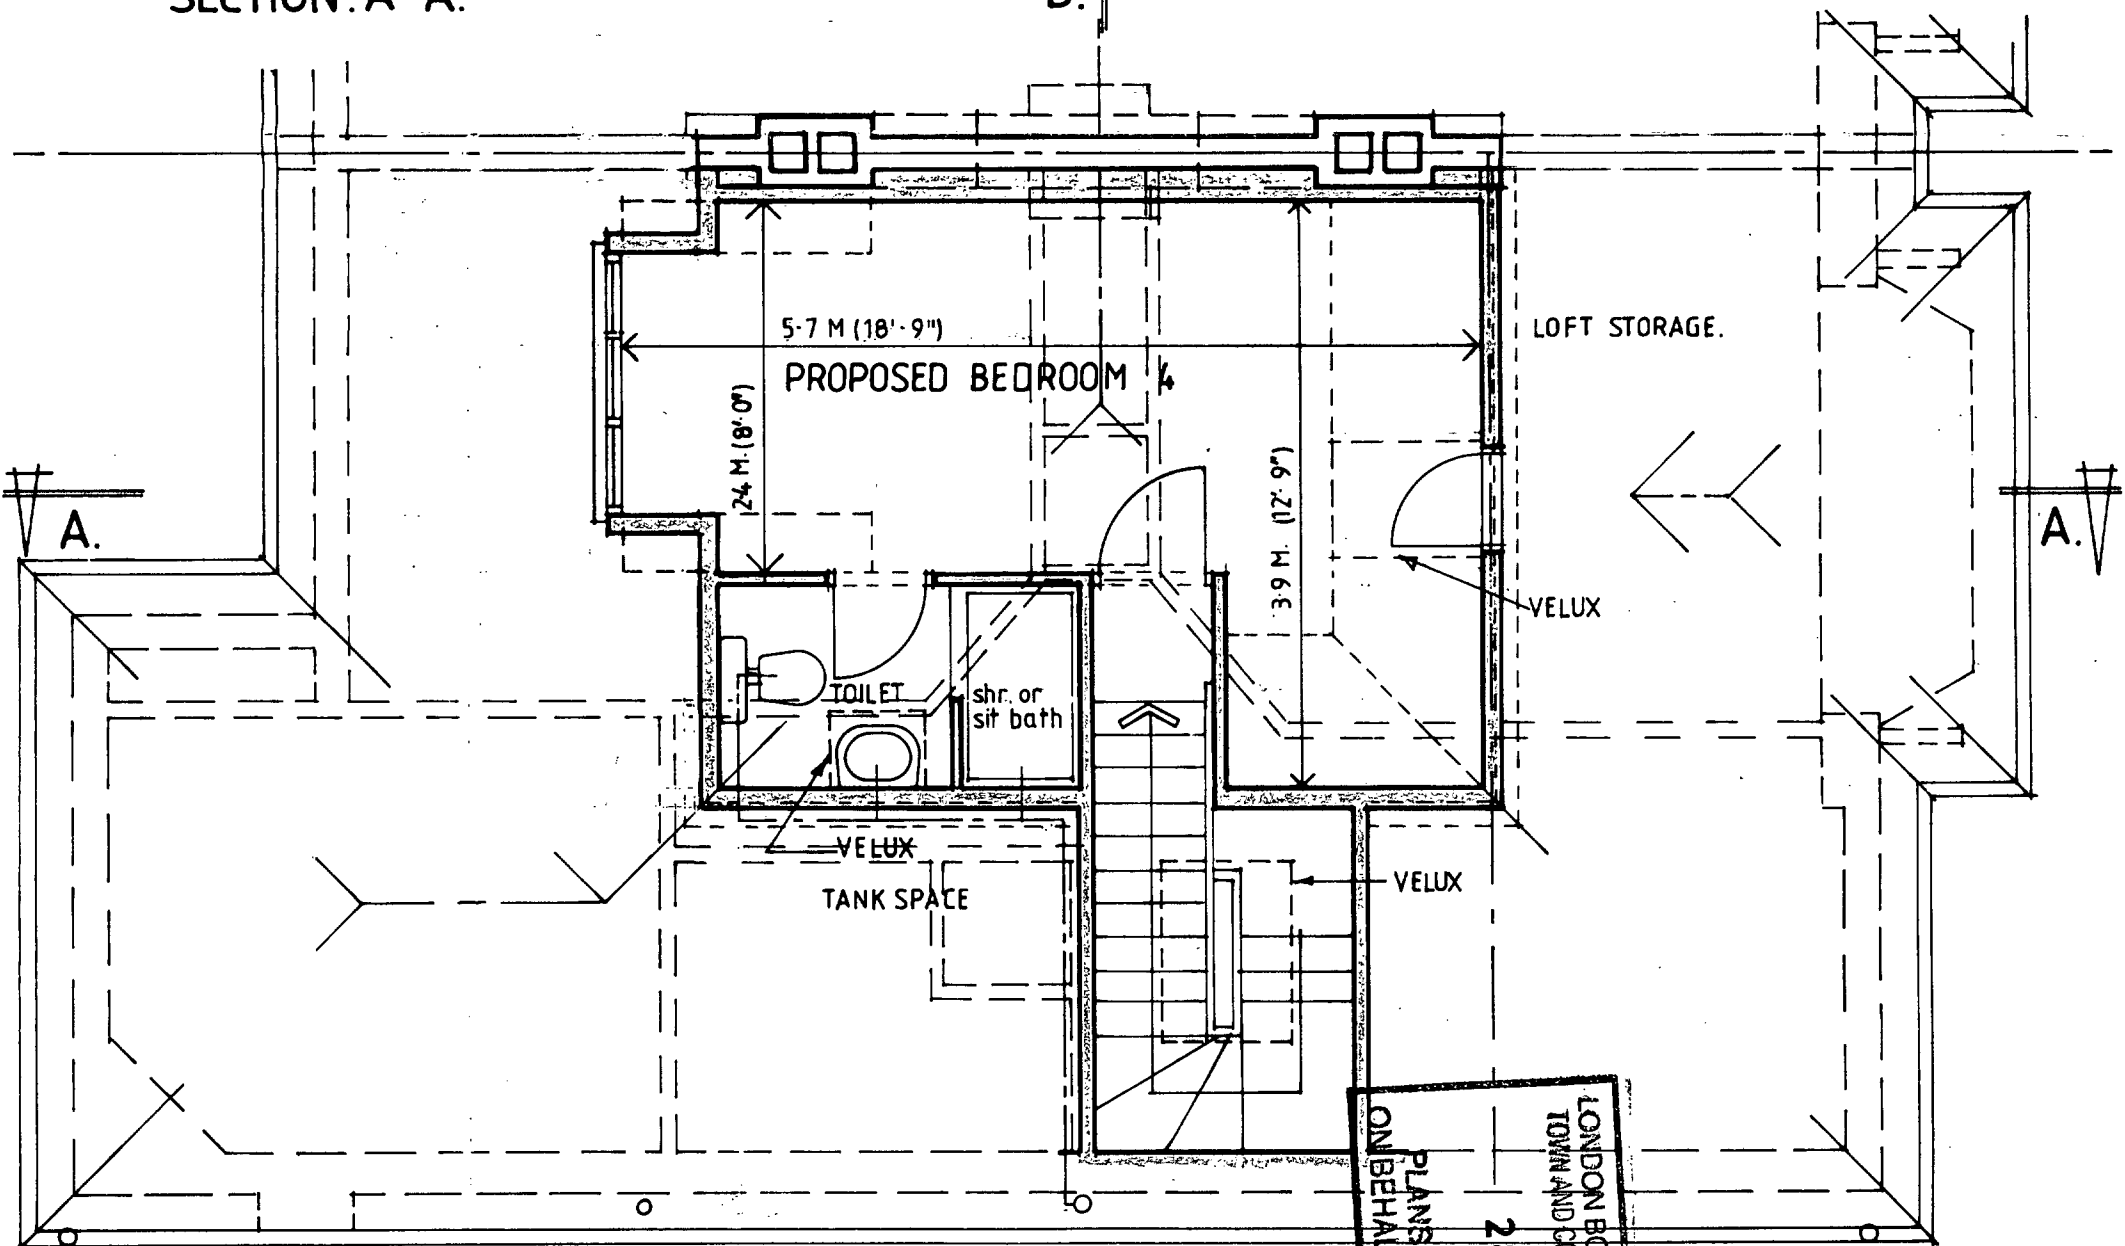 SECTION: A-A.
B.
5·7 M (18'·9")
PROPOSED BEDROOM 4
2·4 M. (8'·0")
3·9 M. (12'·9")
LOFT STORAGE.
A.
A.
VELUX
TOILET
shr. or
sit bath
VELUX
TANK SPACE
VELUX
LONDON
TOWN AND
2
PLANS
ON BEHA